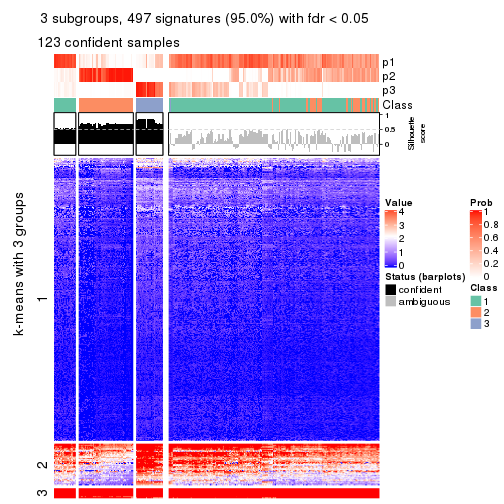 3 subgroups, 497 signatures (95.0%) with fdr < 0.05
123 confident samples
p1
p2
p3
Class
1
0.5
0
Silhouette
score
k-means with 3 groups
1
2
3
Value
4
3
2
1
0
Status (barplots)
confident
ambiguous
Prob
1
0.8
0.6
0.4
0.2
0
Class
1
2
3